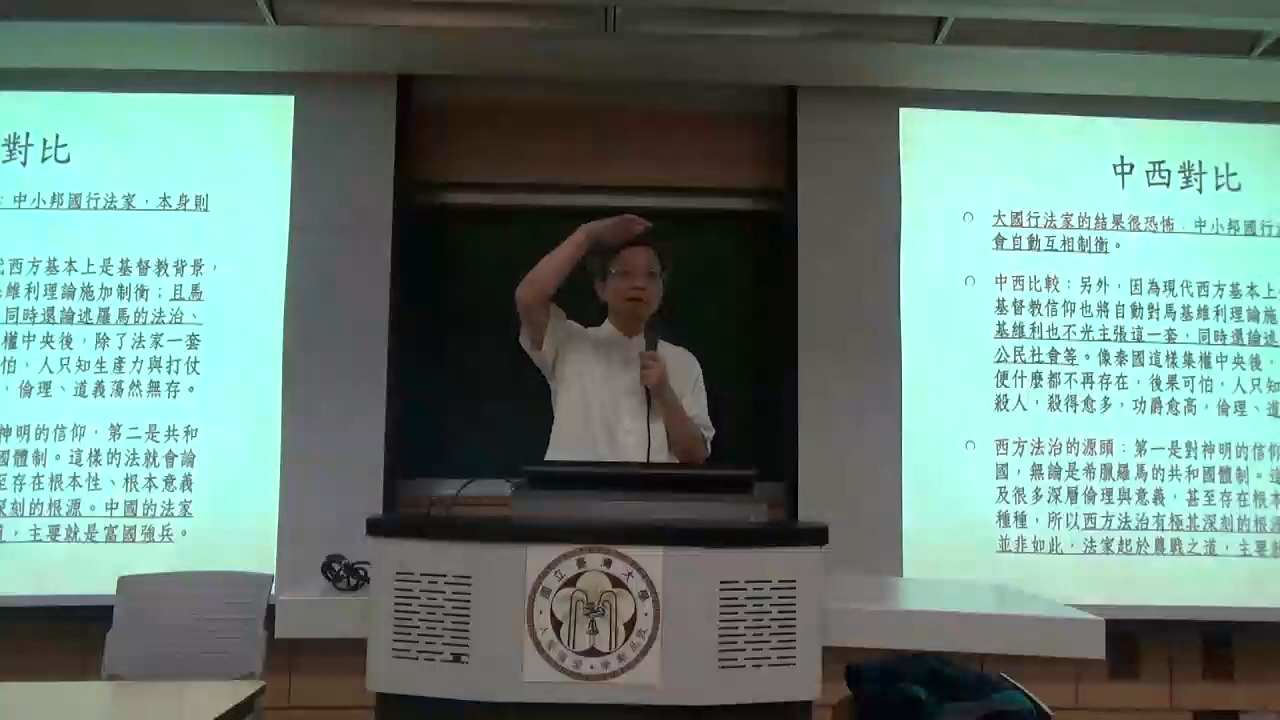 對比
：中小邦國行法家，本身則
代西方基本上是基督教背景，
基維利理論施加制衡；且馬
同時還論述羅馬的法治、
權中央後，除了法家一套
怕，人只知生產力與打仗
，倫理、道義蕩然無存。
神明的信仰，第二是共和
國體制。這樣的法就會論
至存在根本性、根本意義
深刻的根源。中國的法家
，主要就是富國強兵。
國立臺灣大學
中西對比
大國行法家的結果很恐怖：中小邦國行
會自動互相制衡。
中西比較：另外，因為現代西方基本上
基督教信仰也將自動對馬基維利理論施
基維利也不光主張這一套，同時還論述
公民社會等。像秦國這樣集權中央後，
便什麼都不再存在，後果可怕，人只知
殺人，殺得愈多，功爵愈高，倫理、道
西方法治的源頭：第一是對神明的信仰
國，無論是希臘羅馬的共和國體制。這
及很多深層倫理與意義，甚至存在根本
種種，所以西方法治有極其深刻的根源
並非如此，法家起於農戰之道，主要